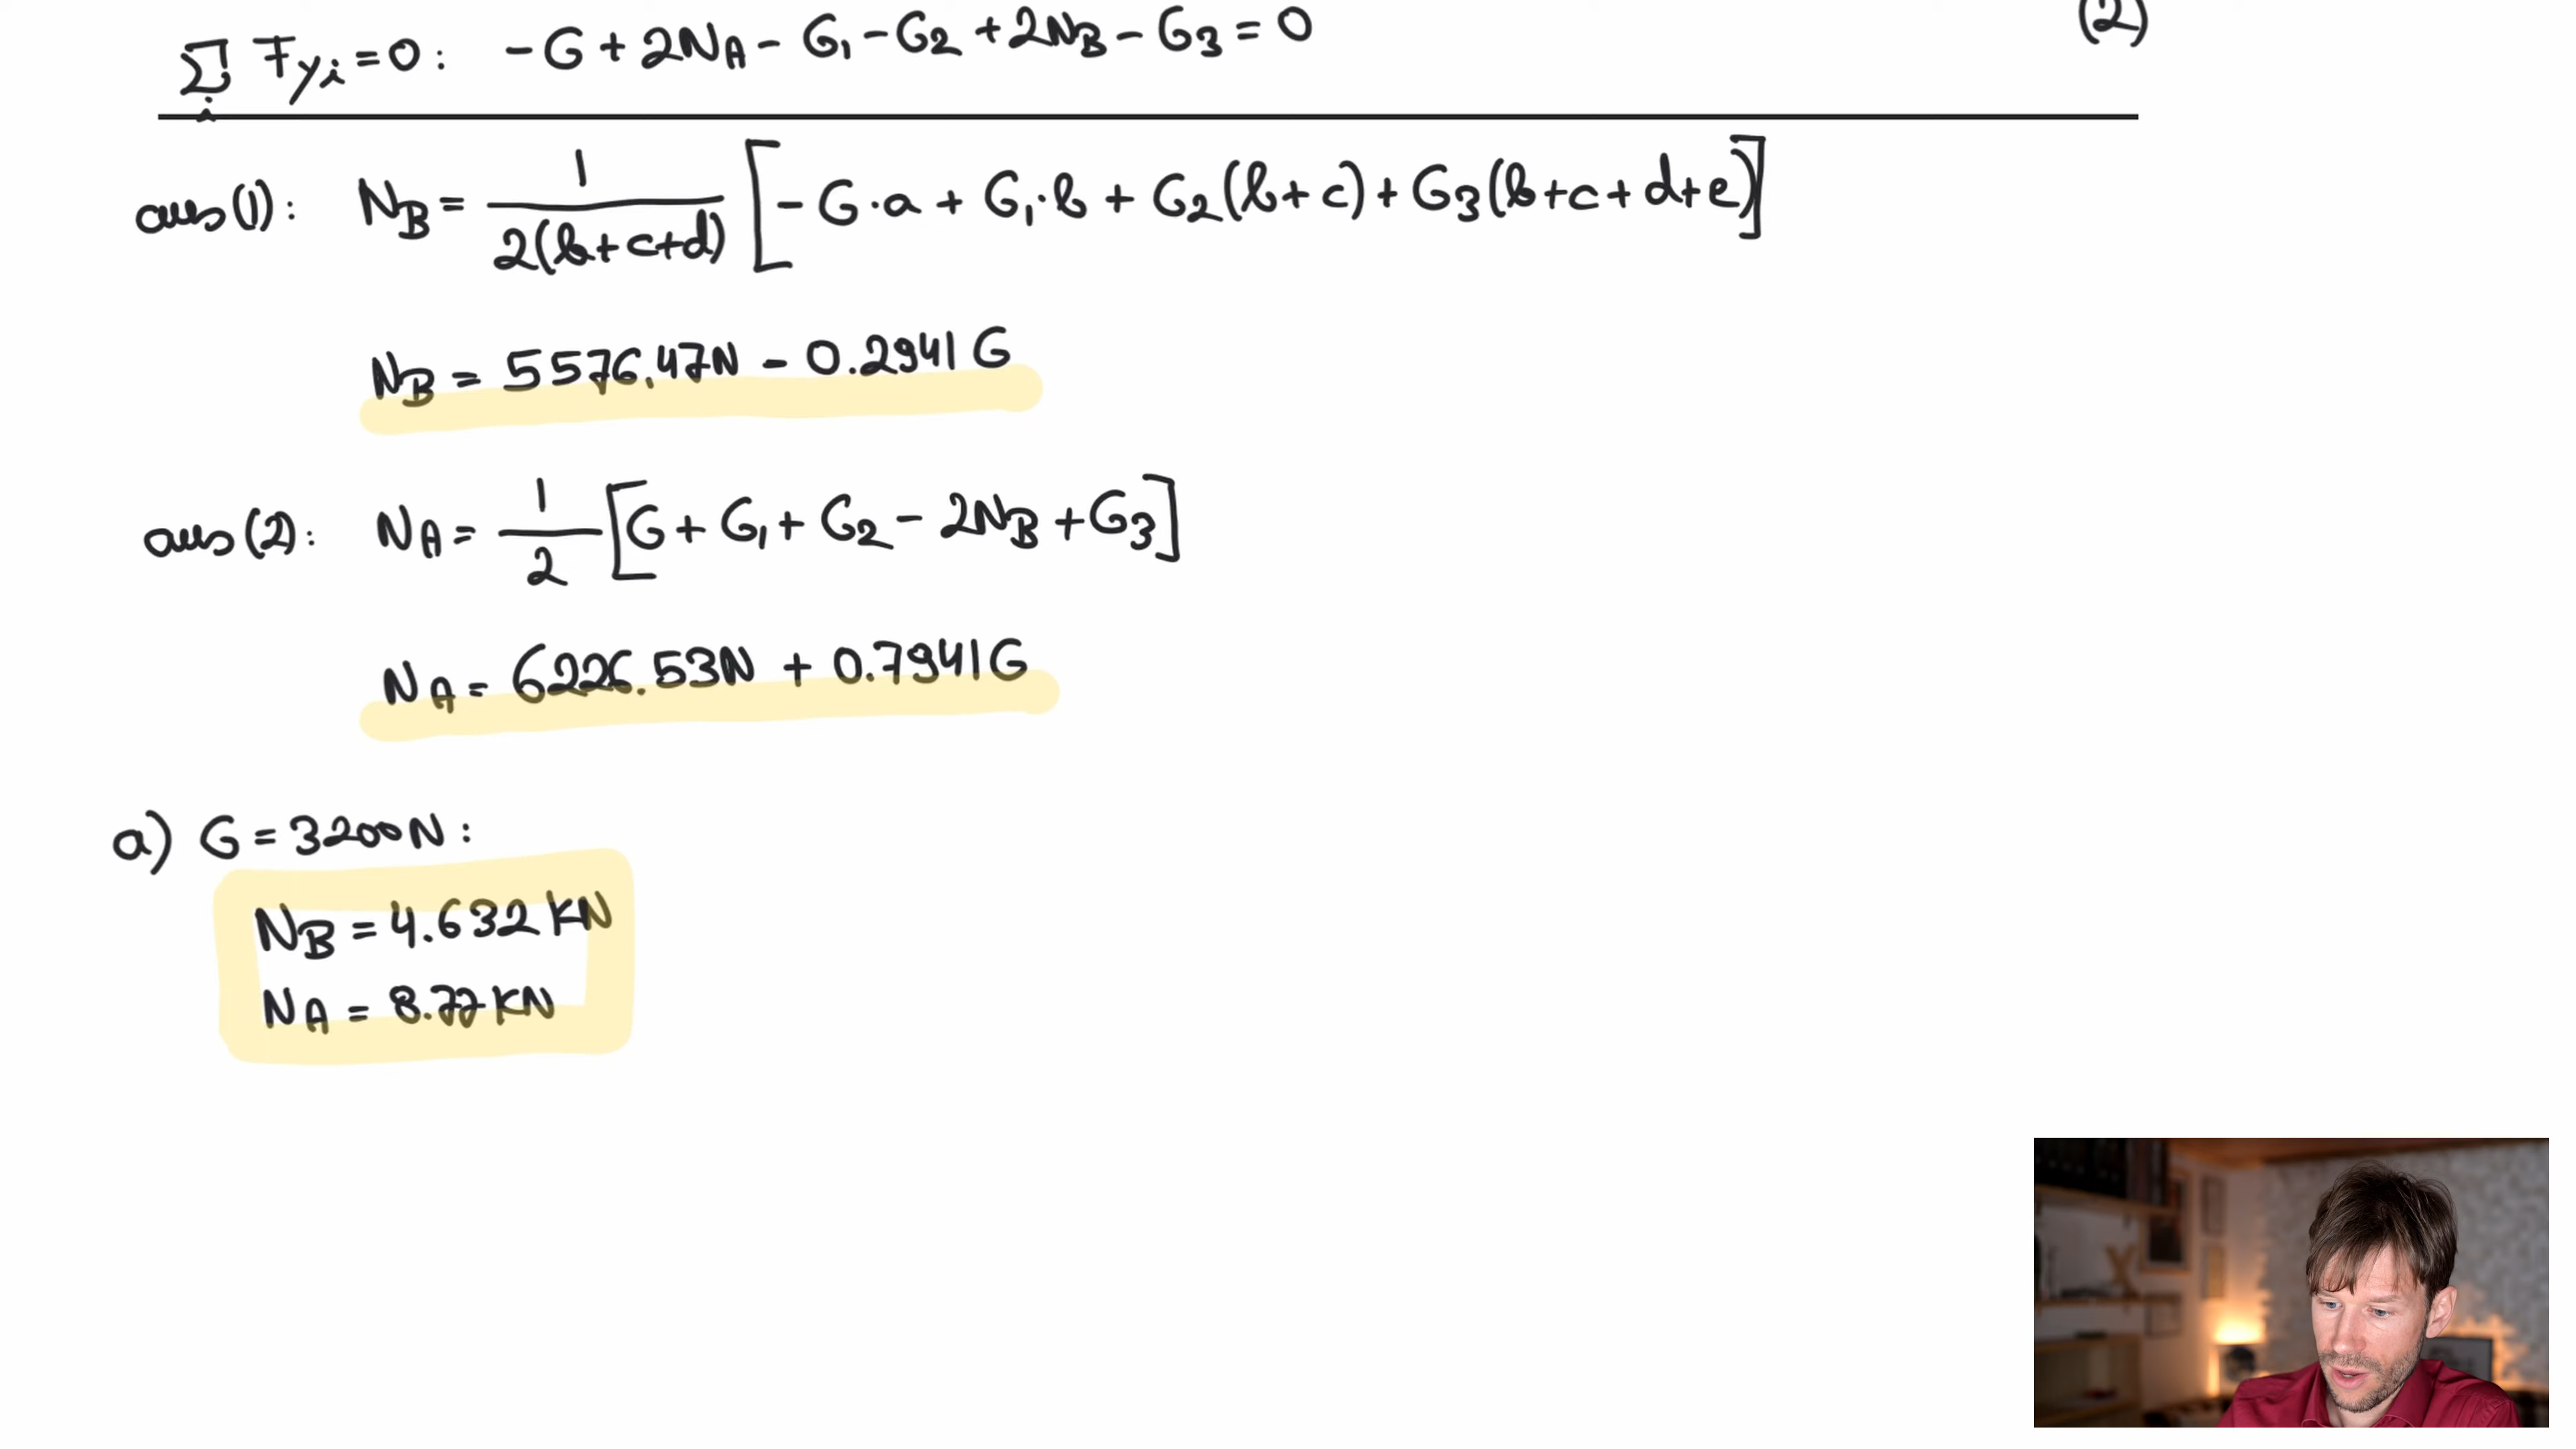 ∑ Fyi = 0: -G + 2NA - G1 - G2 + 2NB - G3 = 0 (2)
i
aus(1): NB = 1/2(b+c+d) [-G·a + G1·b + G2(b+c) + G3(b+c+d+e)]
NB = 5576.47N - 0.2941G
aus(2): NA = 1/2 [G + G1 + G2 - 2NB + G3]
NA = 6226.53N + 0.7941G
a) G = 3200N:
NB = 4.632 kN
NA = 8.77 kN